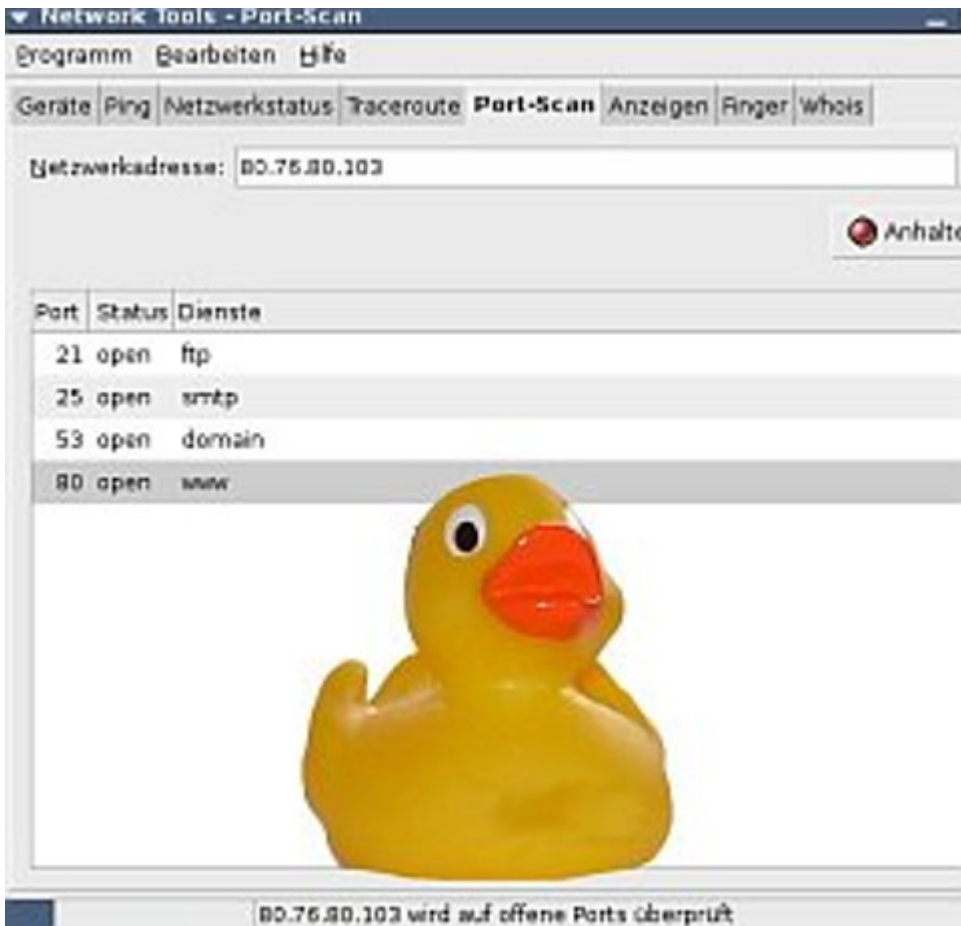 Network Tools - Port-Scan
Programm Bearbeiten Hilfe
Geräte Ping Netzwerkstatus Traceroute Port-Scan Anzeigen Finger Whois
Netzwerkadresse: 80.76.80.103
Anhalte
Port Status Dienste
21 open ftp
25 open smtp
53 open domain
80 open www
80.76.80.103 wird auf offene Ports überprüft